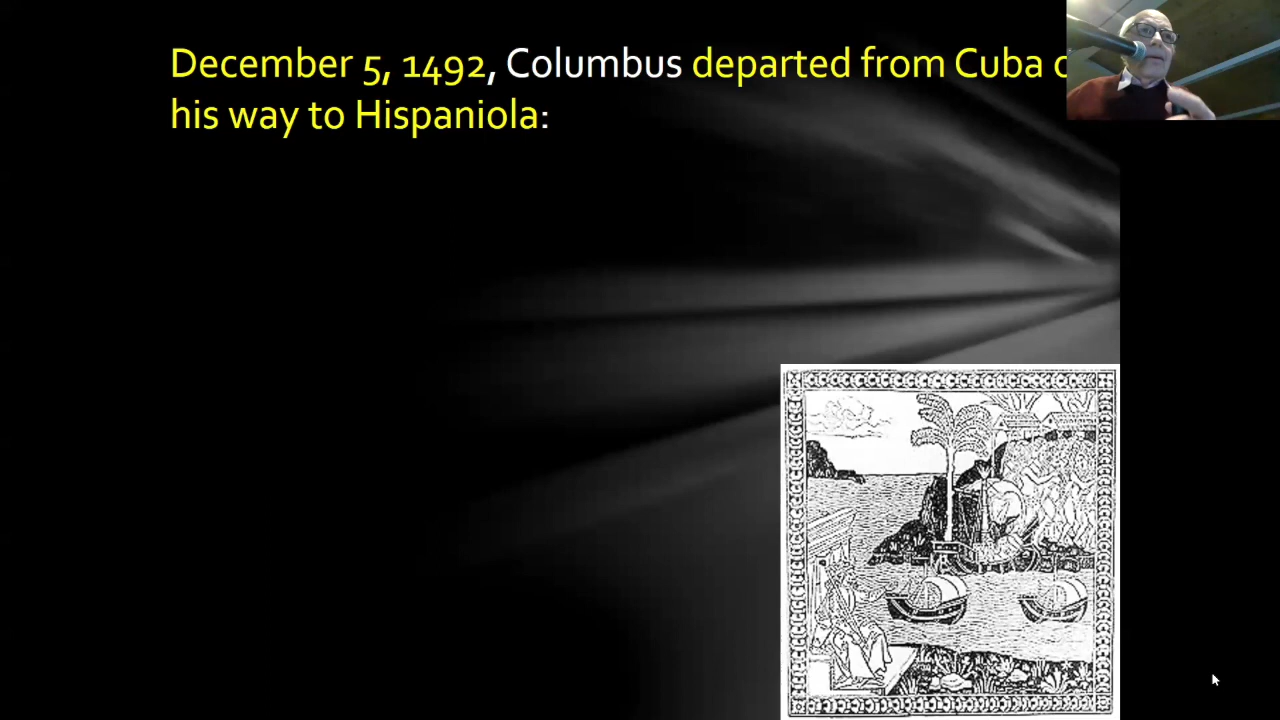 December 5, 1492, Columbus departed from Cuba
his way to Hispaniola: